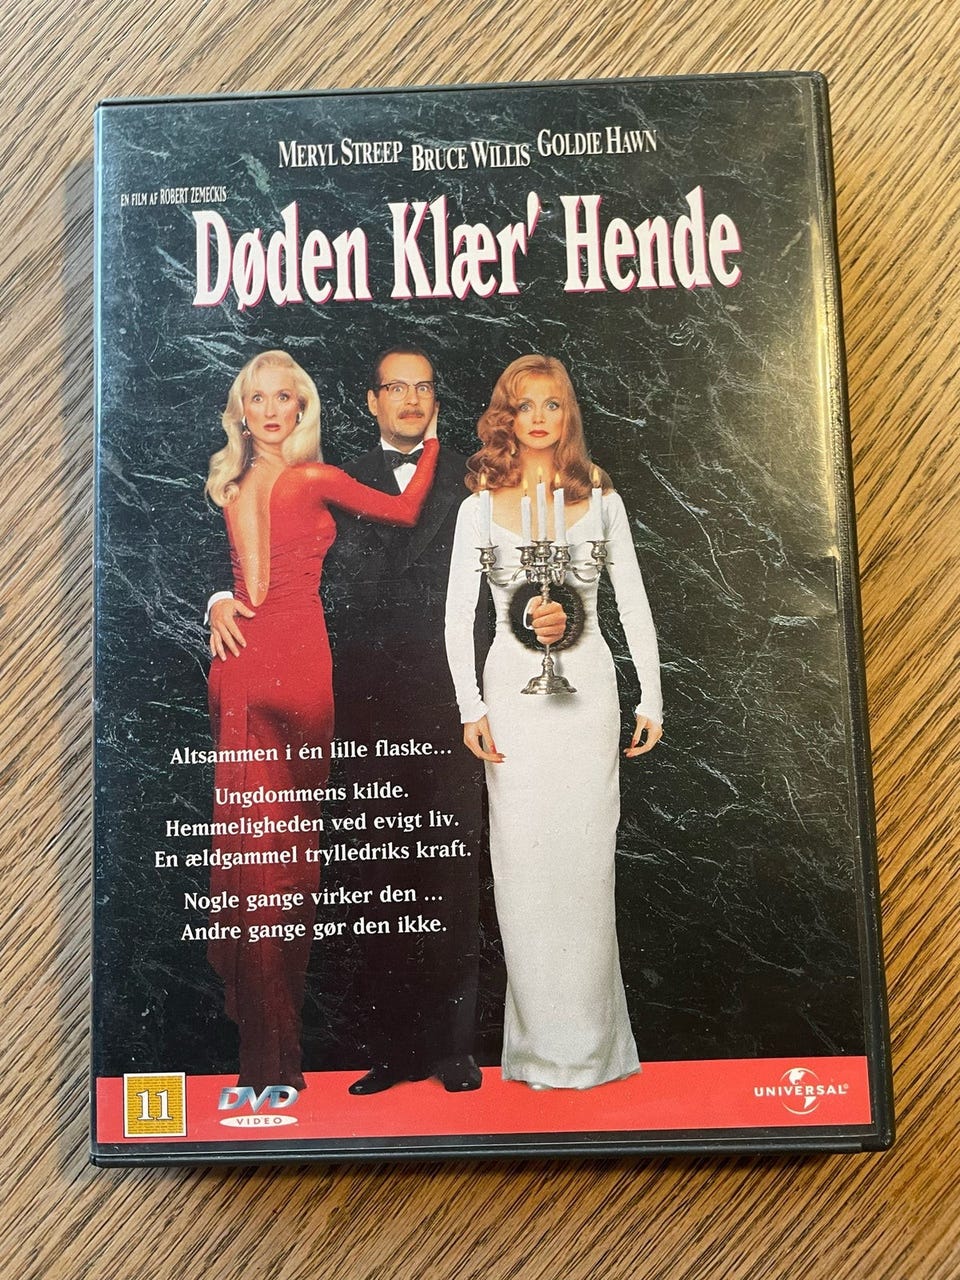 MERYL STREEP BRUCE WILLIS GOLDIE HAWN
EN FILM AF ROBERT ZEMECKIS
Døden Klær' Hende
Altsammen i én lille flaske...
Ungdommens kilde.
Hemmeligheden ved evigt liv.
En ældgammel trylledriks kraft.
Nogle gange virker den ...
Andre gange gør den ikke.
11
DVD
VIDEO
UNIVERSAL®